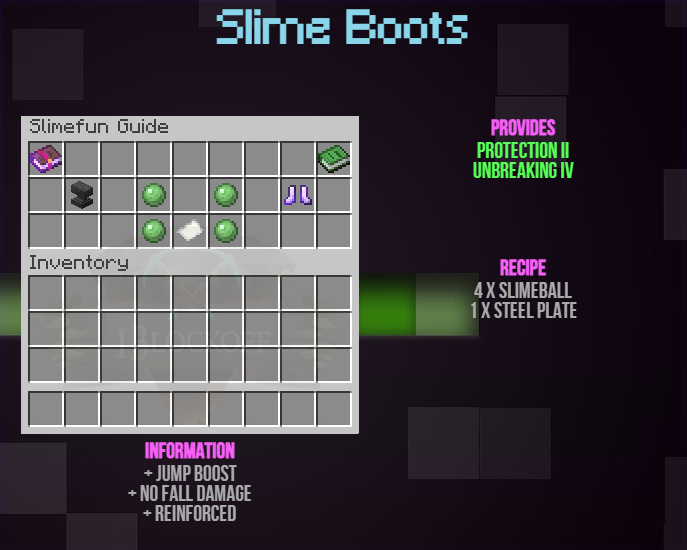 Slime Boots
Slimefun Guide
Inventory
1Blockoff
PROVIDES
PROTECTION II
UNBREAKING IV
RECIPE
4 X SLIMEBALL
1 X STEEL PLATE
INFORMATION
+ JUMP BOOST
+ NO FALL DAMAGE
+ REINFORCED